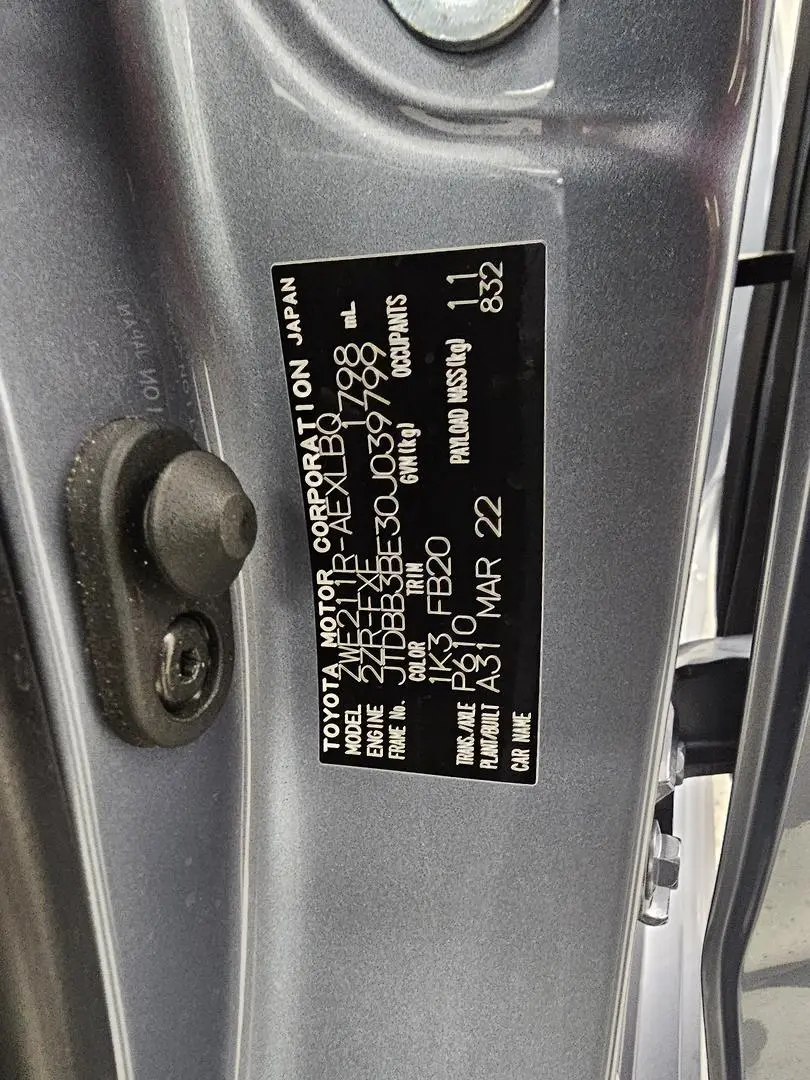 TOYOTA MOTOR CORPORATION JAPAN
MODEL ZWE211R-AEXLBQ
ENGINE 2ZR-FXE 1798 mL
FRAME No. JTDBB3BE30J039799
COLOR TRIM GVM(kg) OCCUPANTS
1K3 FB20
TRANS./AXLE P610 PAYLOAD MASS(kg) 11
PLANT/BUILT A31 MAR 22 832
CAR NAME